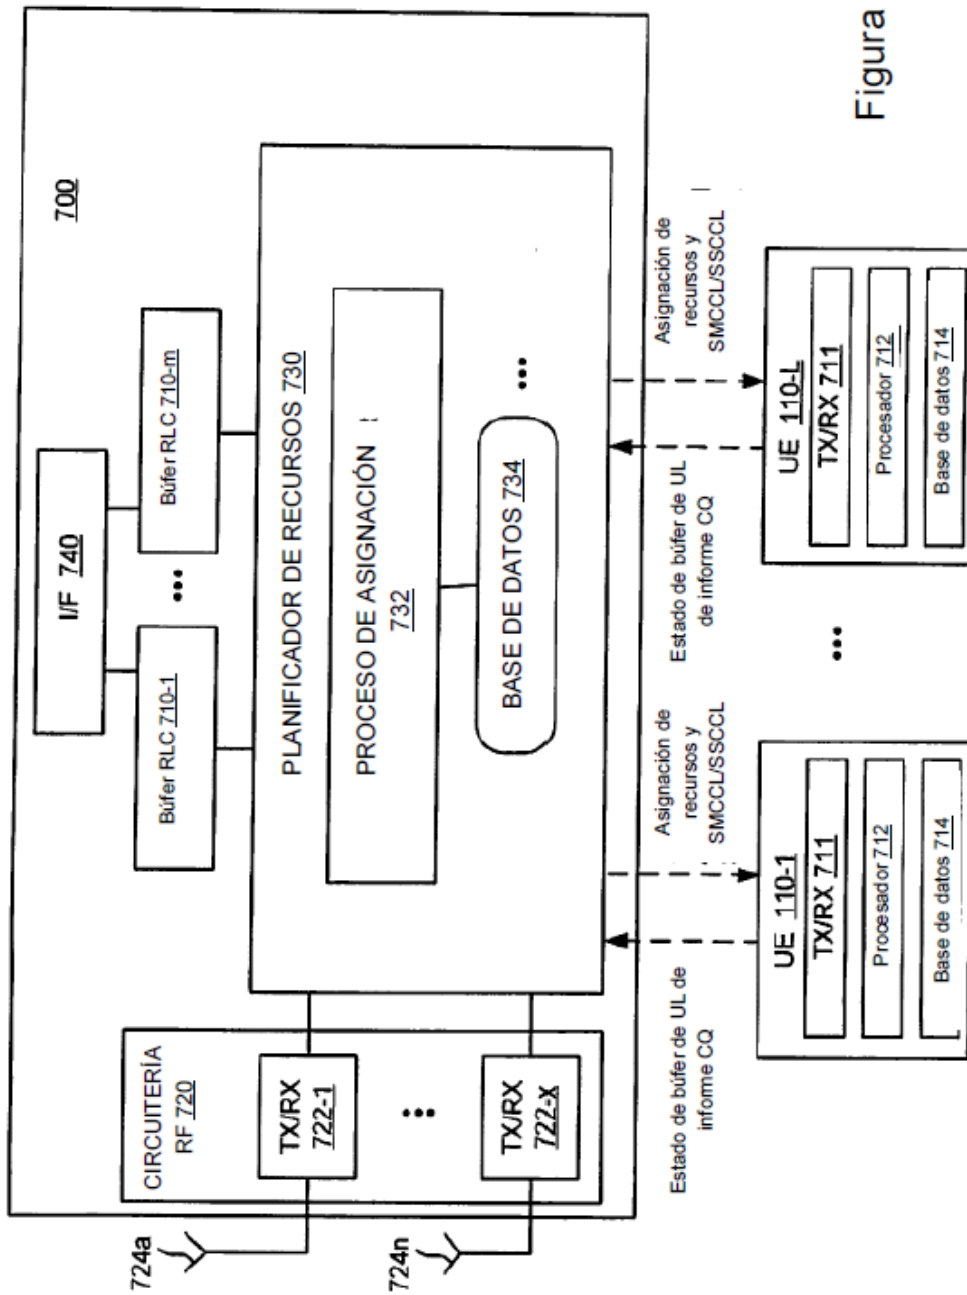 700
I/F 740
Búfer RLC 710-1
•••
Búfer RLC 710-m
CIRCUITERÍA
RF 720
TX/RX
722-1
•••
TX/RX
722-x
724a
724n
PLANIFICADOR DE RECURSOS 730
PROCESO DE ASIGNACIÓN
732
BASE DE DATOS 734
•••
Estado de búfer de UL de
informe CQ
Asignación de
recursos y
SMCCL/SSCCL
Estado de búfer de UL
de informe CQ
Asignación de
recursos y
SMCCL/SSCCL
UE 110-1
TX/RX 711
Procesador 712
Base de datos 714
•••
UE 110-L
TX/RX 711
Procesador 712
Base de datos 714
Figura